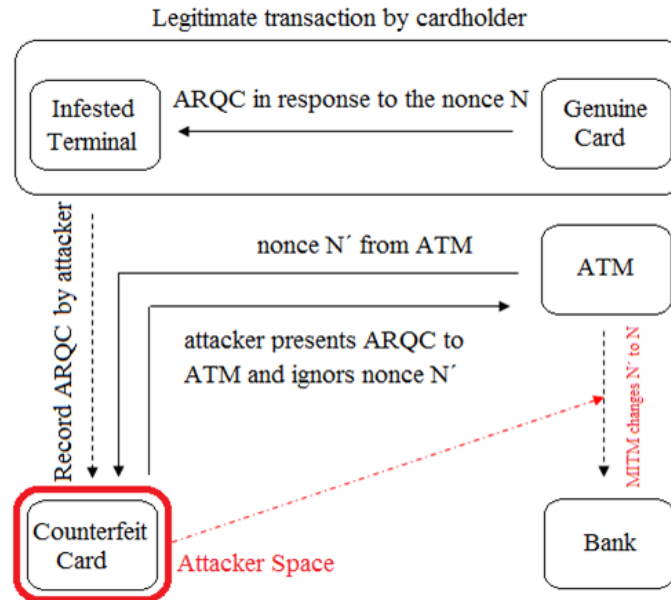 Legitimate transaction by cardholder
ARQC in response to the nonce N
Infested
Terminal
Genuine
Card
nonce N´ from ATM
ATM
Record ARQC by attacker
attacker presents ARQC to
ATM and ignors nonce N´
MITM changes N´ to N
Counterfeit
Card
Attacker Space
Bank